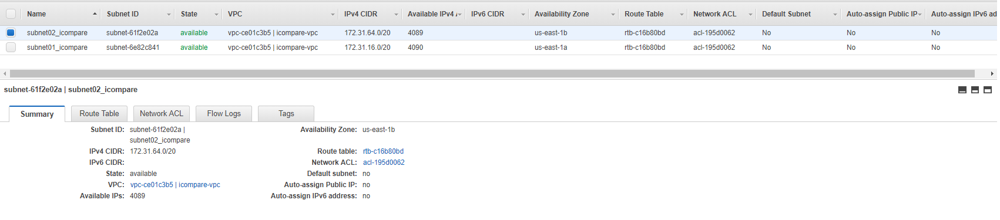 Name Subnet ID State VPC IPv4 CIDR Available IPv4 IPv6 CIDR Availability Zone Route Table Network ACL Default Subnet Auto-assign Public IP Auto-assign IPv6 ad
subnet02_icompare subnet-61f2e02a available vpc-ce01c3b5 | icompare-vpc 172.31.64.0/20 4089 us-east-1b rtb-c16b80bd acl-195d0062 No No No
subnet01_icompare subnet-6e82c841 available vpc-ce01c3b5 | icompare-vpc 172.31.16.0/20 4090 us-east-1a rtb-c16b80bd acl-195d0062 No No No
subnet-61f2e02a | subnet02_icompare
Summary Route Table Network ACL Flow Logs Tags
Subnet ID: subnet-61f2e02a | Availability Zone: us-east-1b
subnet02_icompare
IPv4 CIDR: 172.31.64.0/20 Route table: rtb-c16b80bd
IPv6 CIDR: Network ACL: acl-195d0062
State: available Default subnet: no
VPC: vpc-ce01c3b5 | icompare-vpc Auto-assign Public IP: no
Available IPs: 4089 Auto-assign IPv6 address: no